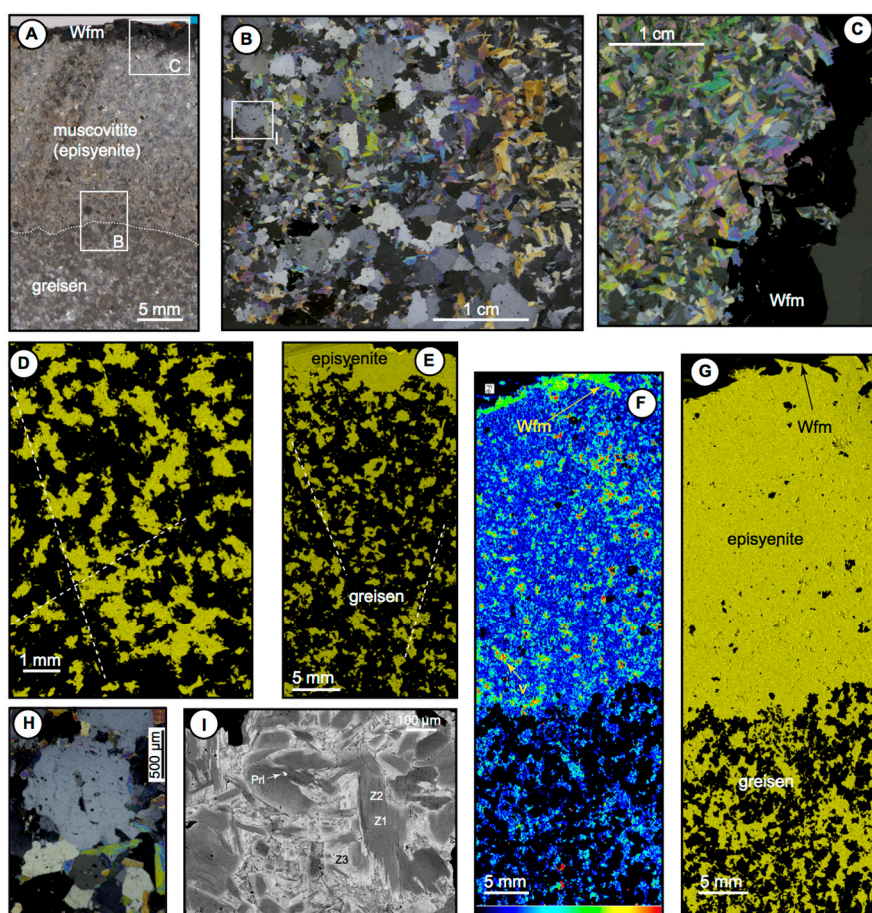 A
Wfm
C
muscovitite
(episyenite)
B
greisen
5 mm
B
I
1 cm
C
1 cm
Wfm
D
1 mm
E
episyenite
greisen
5 mm
F
Wfm
V
5 mm
G
Wfm
episyenite
greisen
5 mm
H
500 µm
I
100 µm
Prl
Z2
Z1
Z3